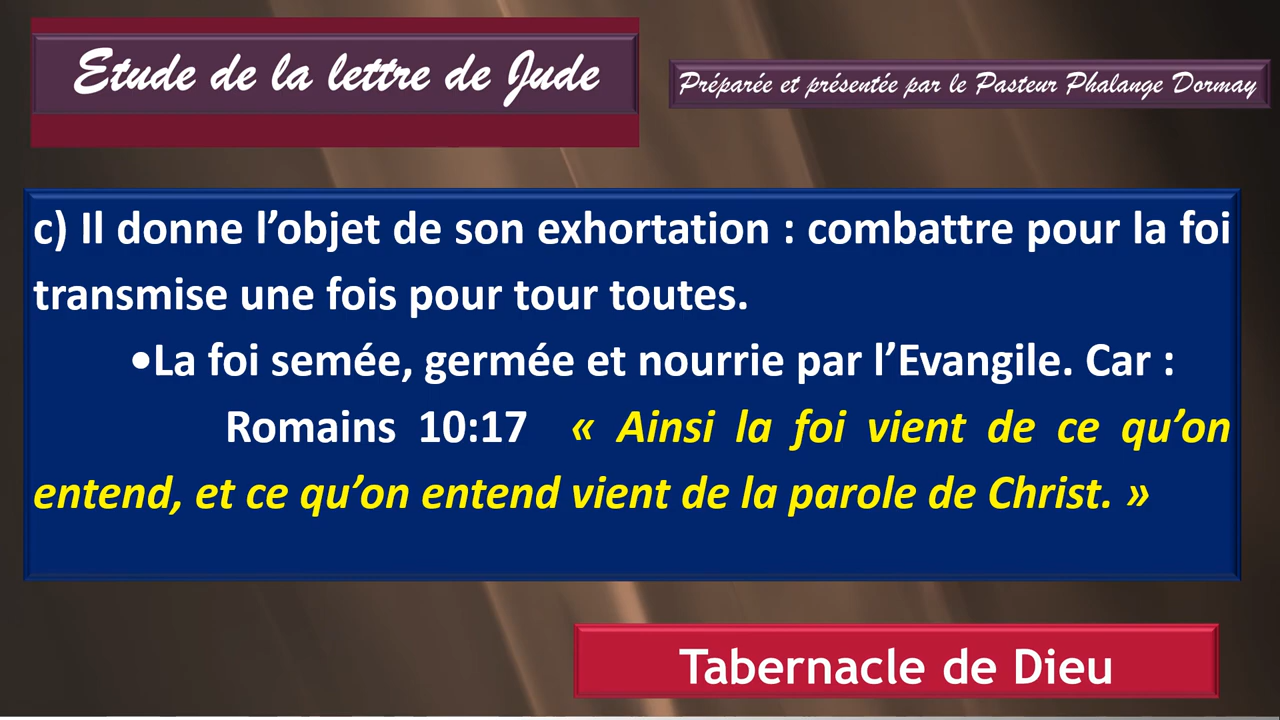 Etude de la lettre de Jude
Préparée et présentée par le Pasteur Phalange Dormay
c) Il donne l’objet de son exhortation : combattre pour la foi
transmise une fois pour tour toutes.
•La foi semée, germée et nourrie par l’Evangile. Car :
Romains 10:17 « Ainsi la foi vient de ce qu’on
entend, et ce qu’on entend vient de la parole de Christ. »
Tabernacle de Dieu